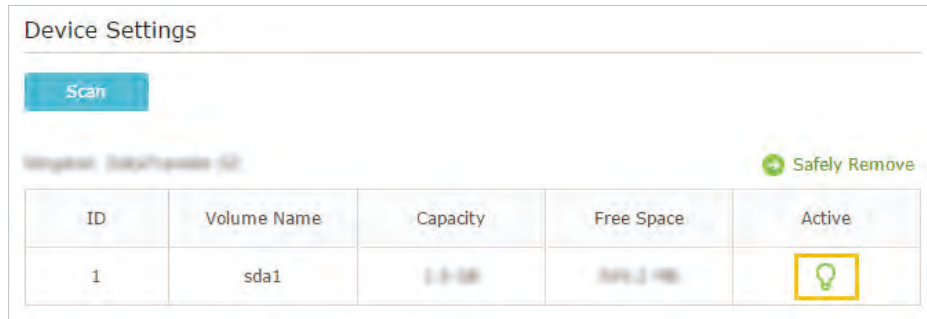 Device Settings
Scan
Safely Remove
ID Volume Name Capacity Free Space Active
1 sda1